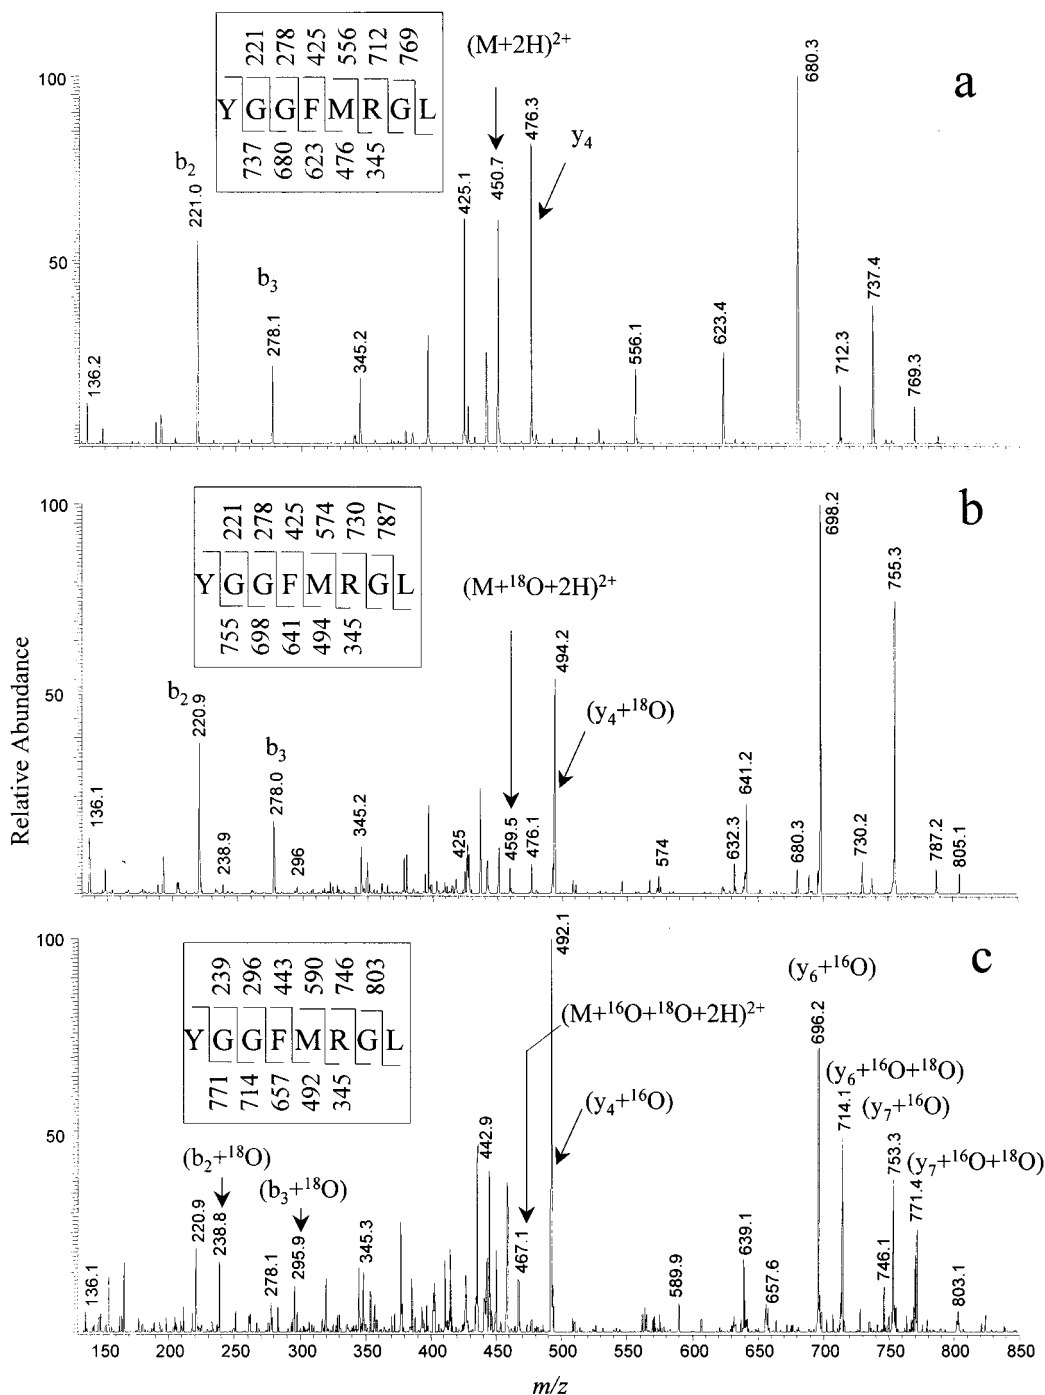 a
221 278 425 556 712 769
Y G G F M R G L
737 680 623 476 345
(M+2H)2+
y4
b2
b3
100
50
136.2
221.0
278.1
345.2
425.1
450.7
476.3
556.1
623.4
680.3
712.3
737.4
769.3
b
221 278 425 574 730 787
Y G G F M R G L
755 698 641 494 345
(M+18O+2H)2+
(y4+18O)
b2
b3
100
50
136.1
220.9
238.9
278.0
296
345.2
425
459.5
476.1
494.2
574
632.3
641.2
680.3
698.2
730.2
755.3
787.2
805.1
Relative Abundance
c
239 296 443 590 746 803
Y G G F M R G L
771 714 657 492 345
(M+16O+18O+2H)2+
(y4+16O)
(y6+16O)
(y6+16O+18O)
(y7+16O)
(y7+16O+18O)
(b2+18O)
(b3+18O)
100
50
136.1
220.9
238.8
278.1
295.9
345.3
442.9
467.1
492.1
589.9
639.1
657.6
696.2
714.1
746.1
753.3
771.4
803.1
150 200 250 300 350 400 450 500 550 600 650 700 750 800 850
m/z